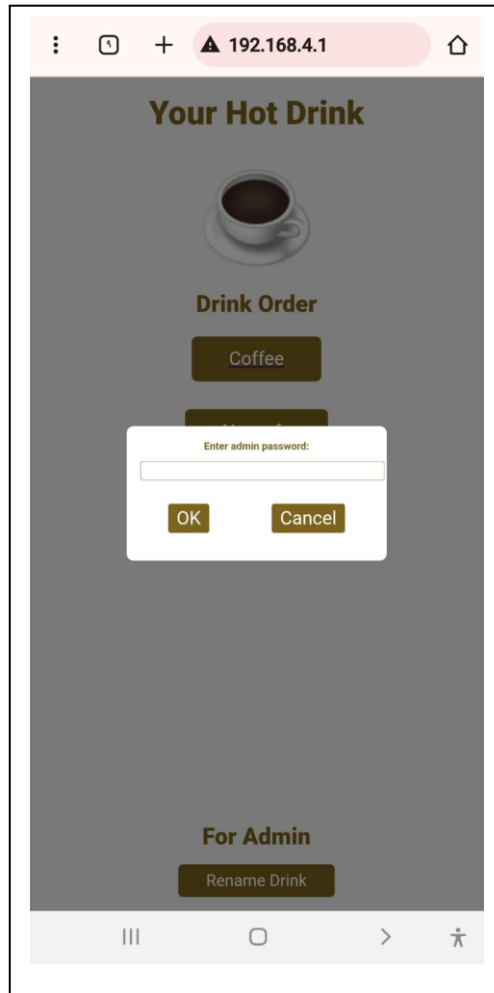 192.168.4.1
Your Hot Drink
Drink Order
Coffee
Enter admin password:
OK Cancel
For Admin
Rename Drink